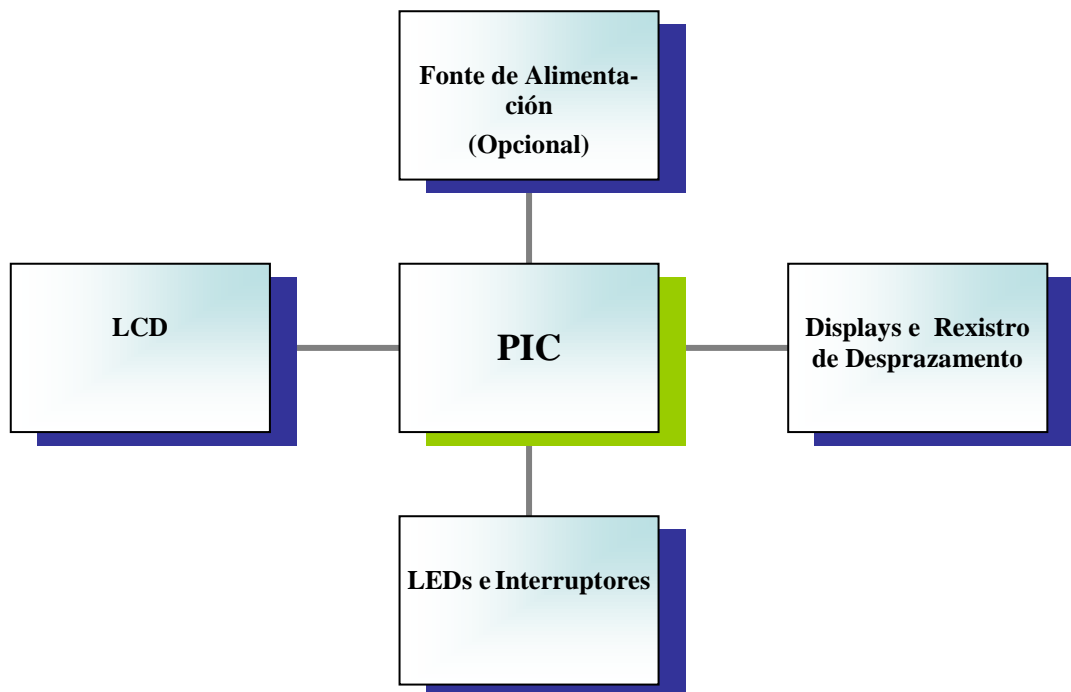 Fonte de Alimenta-
ción
(Opcional)
LCD
PIC
Displays e Rexistro
de Desprazamento
LEDs e Interruptores